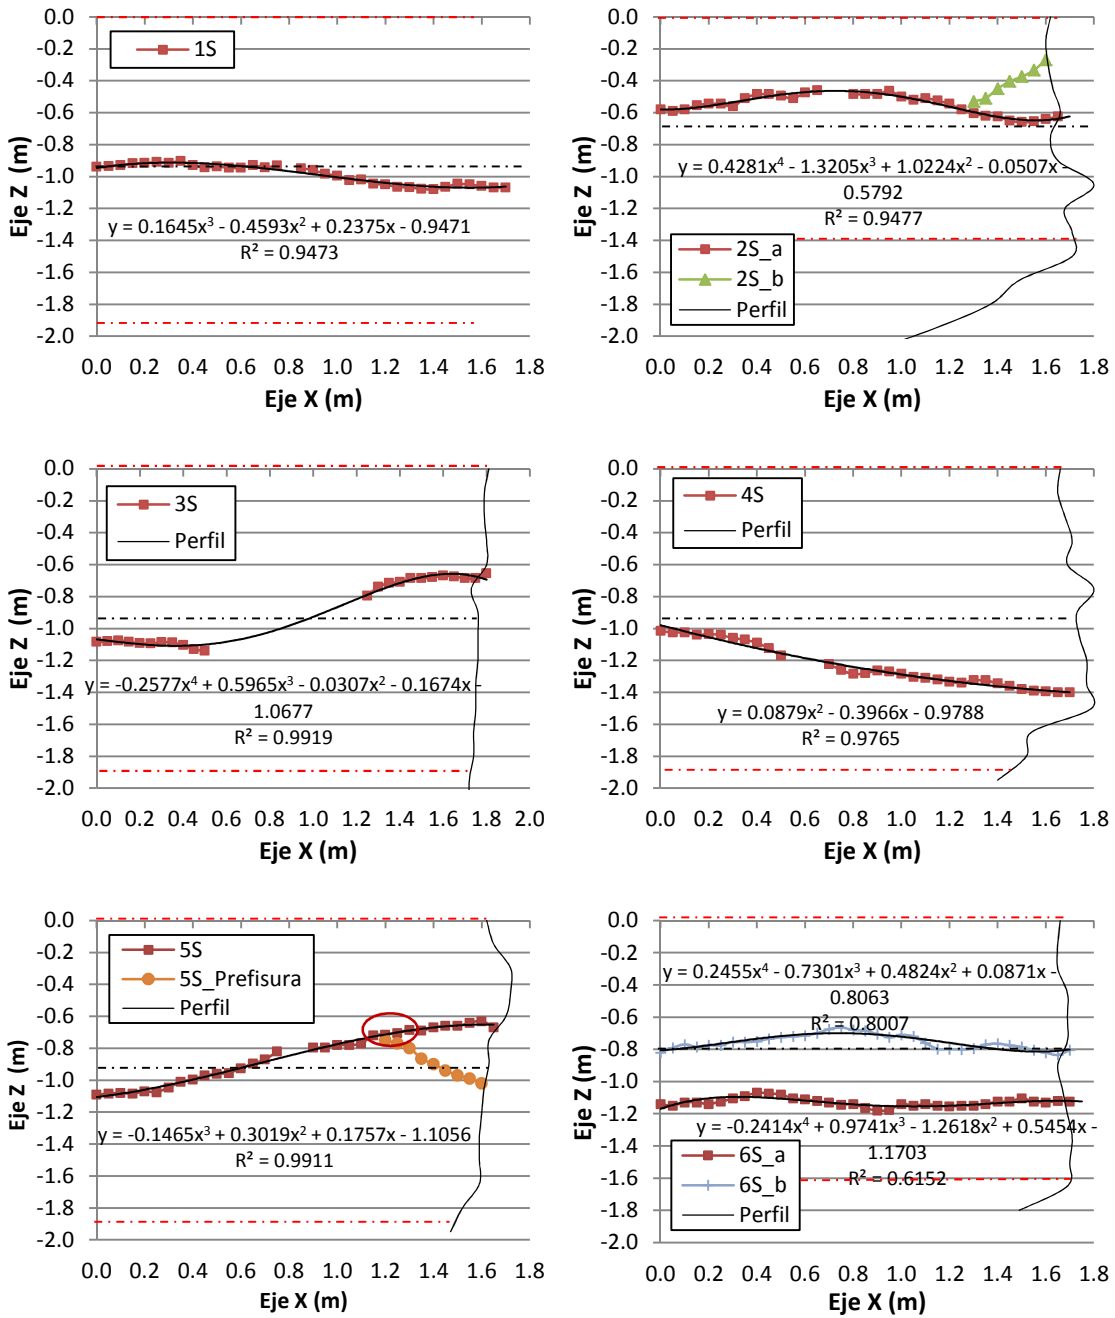 0.0
-0.2
-0.4
-0.6
-0.8
-1.0
-1.2
-1.4
-1.6
-1.8
-2.0
Eje Z (m)
1S
y = 0.1645x³ - 0.4593x² + 0.2375x - 0.9471
R² = 0.9473
0.0 0.2 0.4 0.6 0.8 1.0 1.2 1.4 1.6 1.8
Eje X (m)
0.0
-0.2
-0.4
-0.6
-0.8
-1.0
-1.2
-1.4
-1.6
-1.8
-2.0
Eje Z (m)
y = 0.4281x⁴ - 1.3205x³ + 1.0224x² - 0.0507x -
0.5792
R² = 0.9477
2S_a
2S_b
Perfil
0.0 0.2 0.4 0.6 0.8 1.0 1.2 1.4 1.6 1.8
Eje X (m)
0.0
-0.2
-0.4
-0.6
-0.8
-1.0
-1.2
-1.4
-1.6
-1.8
-2.0
Eje Z (m)
3S
Perfil
y = -0.2577x⁴ + 0.5965x³ - 0.0307x² - 0.1674x -
1.0677
R² = 0.9919
0.0 0.2 0.4 0.6 0.8 1.0 1.2 1.4 1.6 1.8 2.0
Eje X (m)
0.0
-0.2
-0.4
-0.6
-0.8
-1.0
-1.2
-1.4
-1.6
-1.8
-2.0
Eje Z (m)
4S
Perfil
y = 0.0879x² - 0.3966x - 0.9788
R² = 0.9765
0.0 0.2 0.4 0.6 0.8 1.0 1.2 1.4 1.6 1.8
Eje X (m)
0.0
-0.2
-0.4
-0.6
-0.8
-1.0
-1.2
-1.4
-1.6
-1.8
-2.0
Eje Z (m)
5S
5S_Prefisura
Perfil
y = -0.1465x³ + 0.3019x² + 0.1757x - 1.1056
R² = 0.9911
0.0 0.2 0.4 0.6 0.8 1.0 1.2 1.4 1.6 1.8
Eje X (m)
0.0
-0.2
-0.4
-0.6
-0.8
-1.0
-1.2
-1.4
-1.6
-1.8
-2.0
Eje Z (m)
y = 0.2455x⁴ - 0.7301x³ + 0.4824x² + 0.0871x -
0.8063
R² = 0.8007
y = -0.2414x⁴ + 0.9741x³ - 1.2618x² + 0.5454x -
1.1703
R² = 0.6152
6S_a
6S_b
Perfil
0.0 0.2 0.4 0.6 0.8 1.0 1.2 1.4 1.6 1.8
Eje X (m)